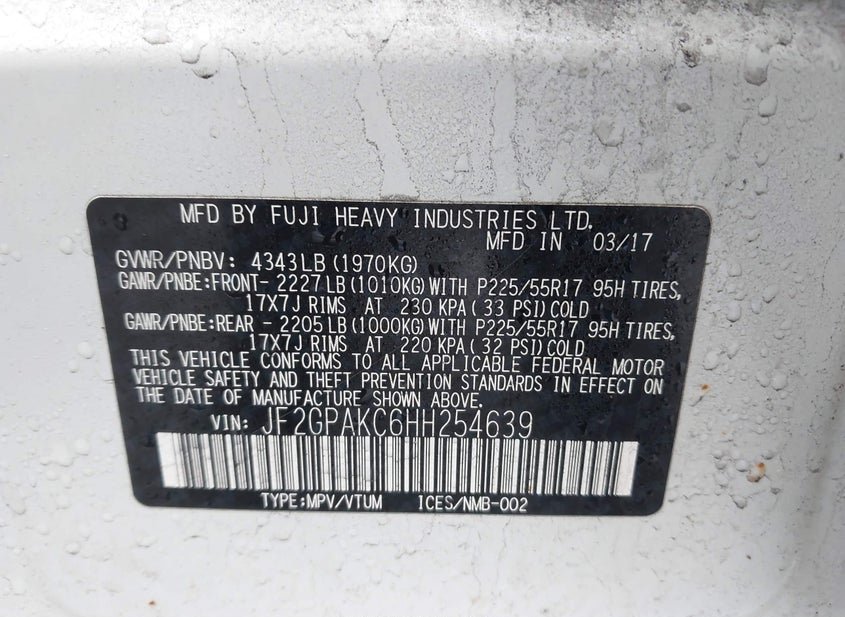 MFD BY FUJI HEAVY INDUSTRIES LTD.
MFD IN 03/17
GVWR/PNBV: 4343LB(1970KG)
GAWR/PNBE:FRONT- 2227LB(1010KG)WITH P225/55R17 95H TIRES,
17X7J RIMS AT 230 KPA(33 PSI)COLD
GAWR/PNBE:REAR - 2205LB(1000KG)WITH P225/55R17 95H TIRES,
17X7J RIMS AT 220 KPA(32 PSI)COLD
THIS VEHICLE CONFORMS TO ALL APPLICABLE FEDERAL MOTOR
VEHICLE SAFETY AND THEFT PREVENTION STANDARDS IN EFFECT ON
THE DATE OF MANUFACTURE SHOWN ABOVE.
VIN: JF2GPAKC6HH254639
TYPE:MPV/VTUM ICES/NMB-002